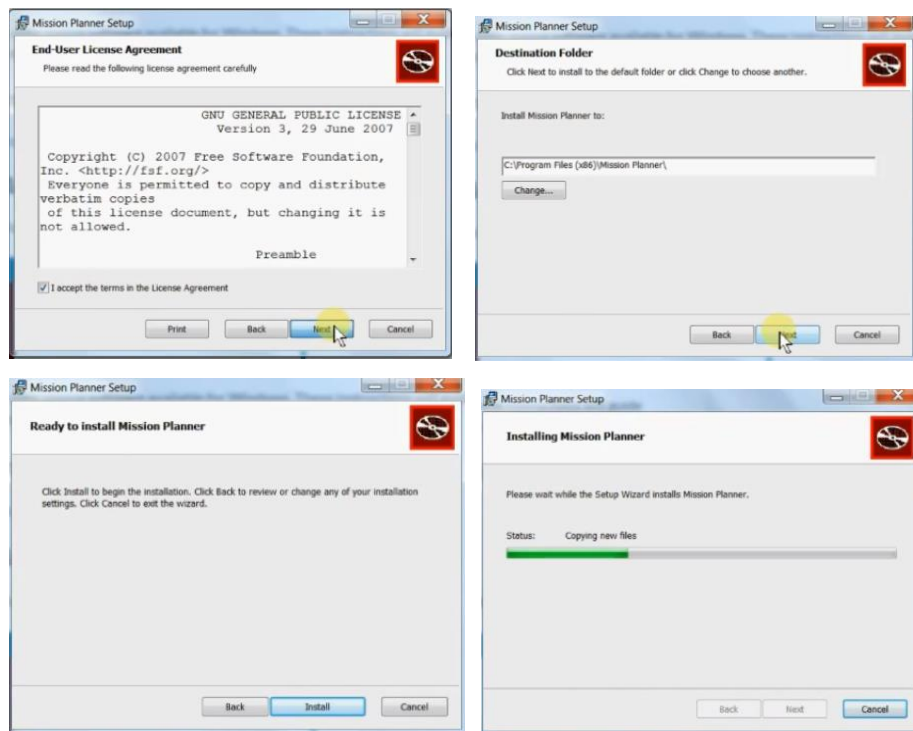 Mission Planner Setup
End-User License Agreement
Please read the following license agreement carefully
GNU GENERAL PUBLIC LICENSE
Version 3, 29 June 2007
Copyright (C) 2007 Free Software Foundation,
Inc. <http://fsf.org/>
Everyone is permitted to copy and distribute
verbatim copies
of this license document, but changing it is
not allowed.
Preamble
I accept the terms in the License Agreement
Print Back Next Cancel
Mission Planner Setup
Destination Folder
Click Next to install to the default folder or click Change to choose another.
Install Mission Planner to:
C:\Program Files (x86)\Mission Planner\
Change...
Back Next Cancel
Mission Planner Setup
Ready to install Mission Planner
Click Install to begin the installation. Click Back to review or change any of your installation
settings. Click Cancel to exit the wizard.
Back Install Cancel
Mission Planner Setup
Installing Mission Planner
Please wait while the Setup Wizard installs Mission Planner.
Status: Copying new files
Back Next Cancel